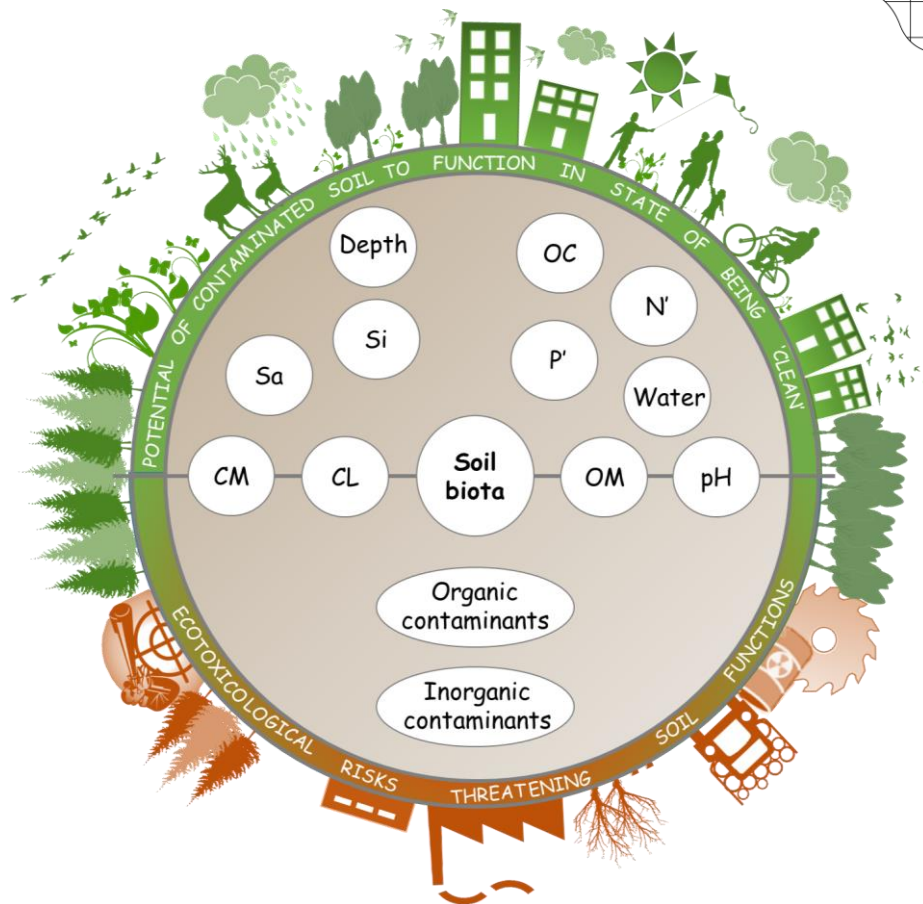 POTENTIAL OF CONTAMINATED SOIL TO FUNCTION IN STATE OF BEING 'CLEAN'
Depth
OC
N'
Si
P'
Sa
Water
CM
CL
Soil
biota
OM
pH
Organic
contaminants
Inorganic
contaminants
ECOTOXICOLOGICAL RISKS THREATENING SOIL FUNCTIONS